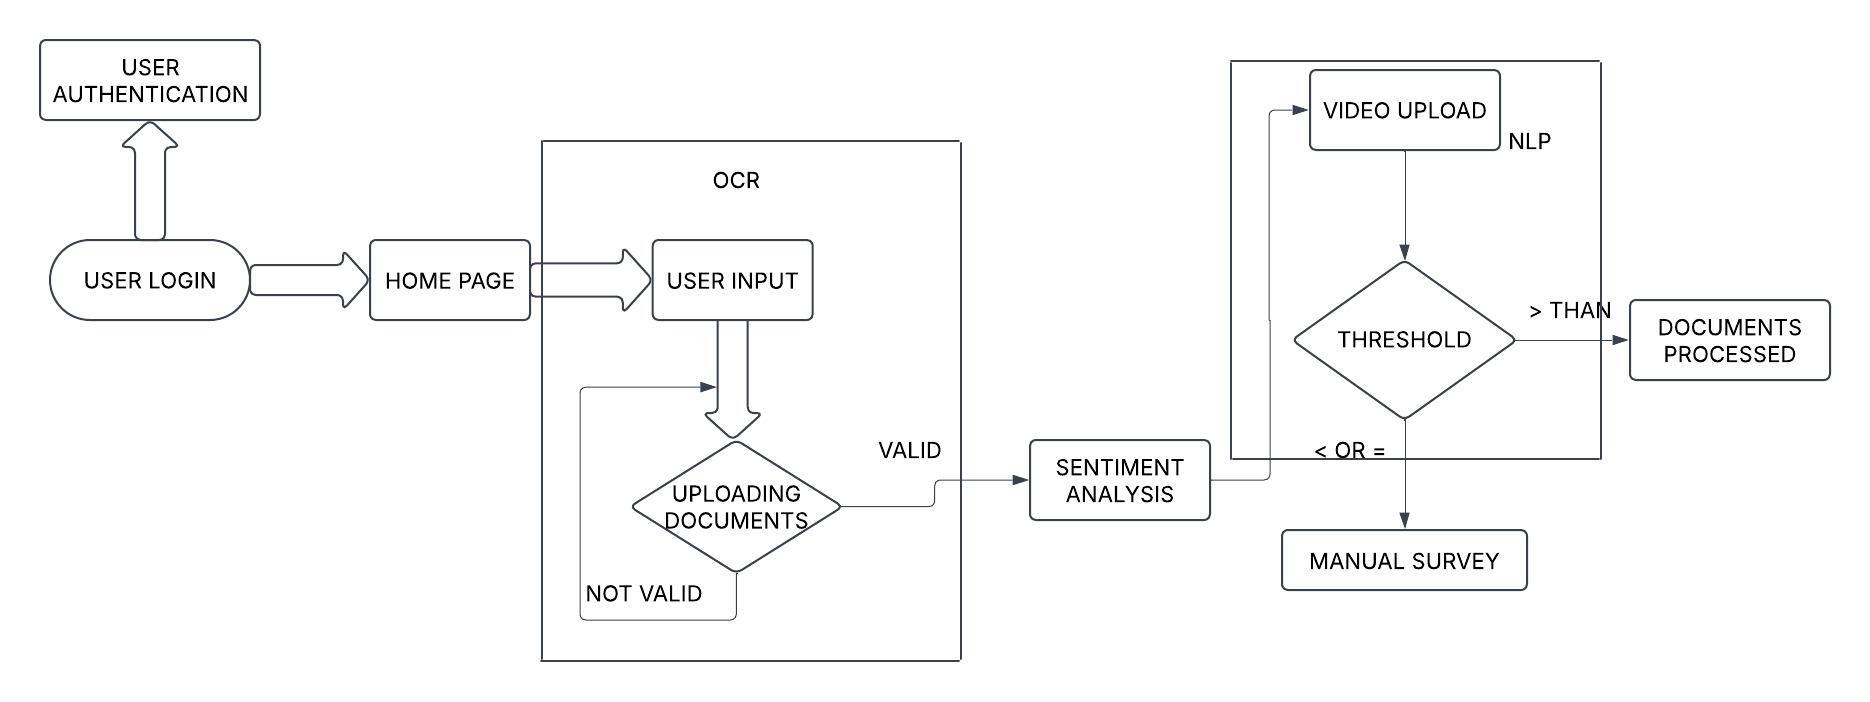 USER
AUTHENTICATION
USER LOGIN
HOME PAGE
OCR
USER INPUT
UPLOADING
DOCUMENTS
NOT VALID
VALID
SENTIMENT
ANALYSIS
VIDEO UPLOAD
NLP
THRESHOLD
> THAN
DOCUMENTS
PROCESSED
< OR =
MANUAL SURVEY